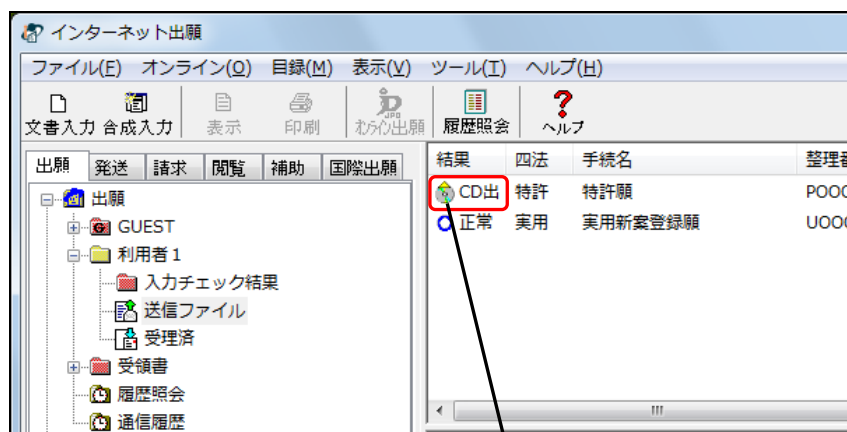 インターネット出願
ファイル(F) オンライン(O) 目録(M) 表示(V) ツール(T) ヘルプ(H)
文書入力 合成入力 表示 印刷 オンライン出願 履歴照会 ヘルプ
出願 発送 請求 閲覧 補助 国際出願
結果 四法 手続名 整理番
出願
CD出 特許 特許願 POOO
GUEST
正常 実用 実用新案登録願 UOOO
利用者1
入力チェック結果
送信ファイル
受理済
受領書
履歴照会
通信履歴